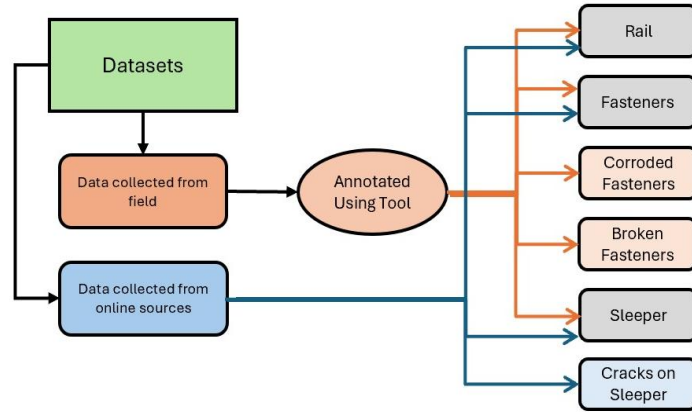 Datasets
Data collected from
field
Data collected from
online sources
Annotated
Using Tool
Rail
Fasteners
Corroded
Fasteners
Broken
Fasteners
Sleeper
Cracks on
Sleeper